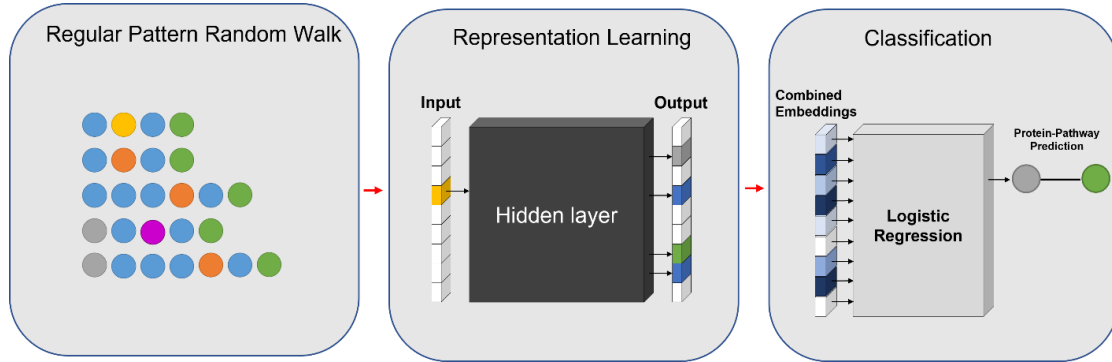 Regular Pattern Random Walk
Representation Learning
Input
Output
Hidden layer
Classification
Combined
Embeddings
Logistic
Regression
Protein-Pathway
Prediction